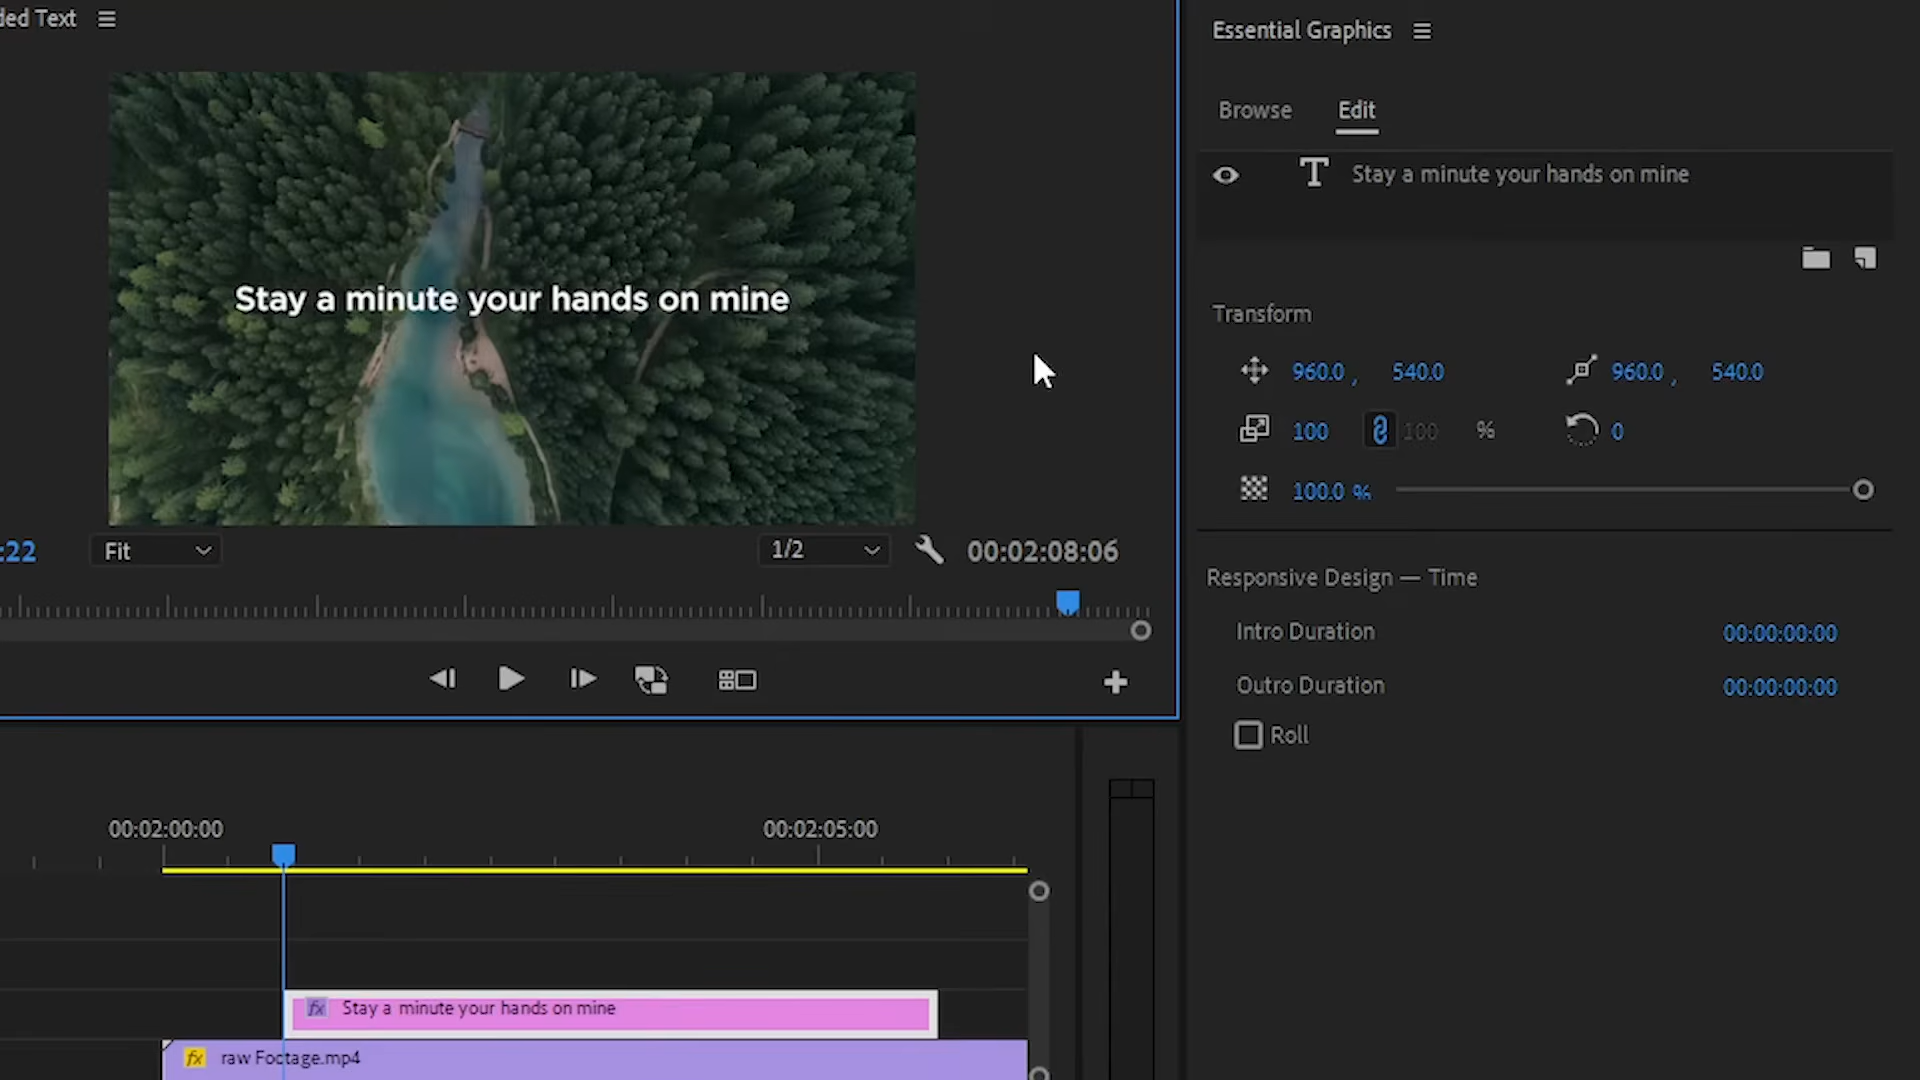 ded Text
Essential Graphics
Browse
Edit
T Stay a minute your hands on mine
Stay a minute your hands on mine
Transform
960.0 , 540.0
960.0 , 540.0
100
100 %
0
100.0 %
:22
Fit
1/2
00:02:08:06
Responsive Design — Time
Intro Duration 00:00:00:00
Outro Duration 00:00:00:00
Roll
00:02:00:00
00:02:05:00
fx Stay a minute your hands on mine
fx raw Footage.mp4